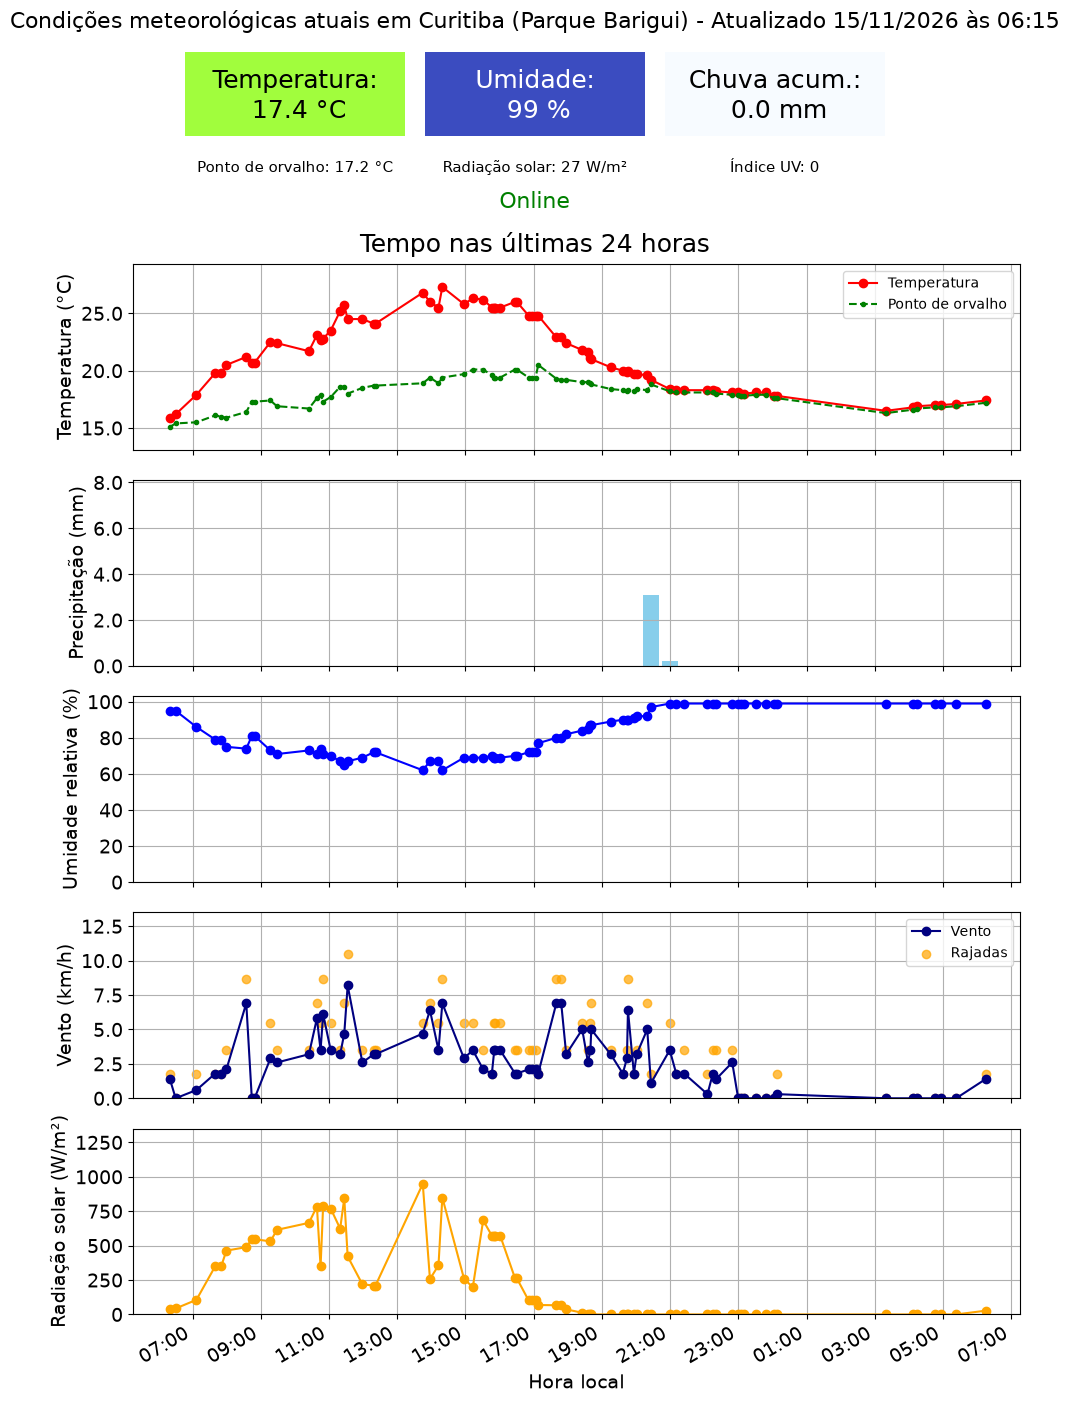 Condições meteorológicas atuais em Curitiba (Parque Barigui) - Atualizado 15/11/2026 às 06:15
Temperatura:
17.4 °C
Umidade:
99 %
Chuva acum.:
0.0 mm
Ponto de orvalho: 17.2 °C
Radiação solar: 27 W/m²
Índice UV: 0
Online
Tempo nas últimas 24 horas
Temperatura (°C)
25.0
20.0
15.0
Temperatura
Ponto de orvalho
Precipitação (mm)
8.0
6.0
4.0
2.0
0.0
Umidade relativa (%)
100
80
60
40
20
0
Vento (km/h)
12.5
10.0
7.5
5.0
2.5
0.0
Vento
Rajadas
Radiação solar (W/m²)
1250
1000
750
500
250
0
07:00
09:00
11:00
13:00
15:00
17:00
19:00
21:00
23:00
01:00
03:00
05:00
07:00
Hora local